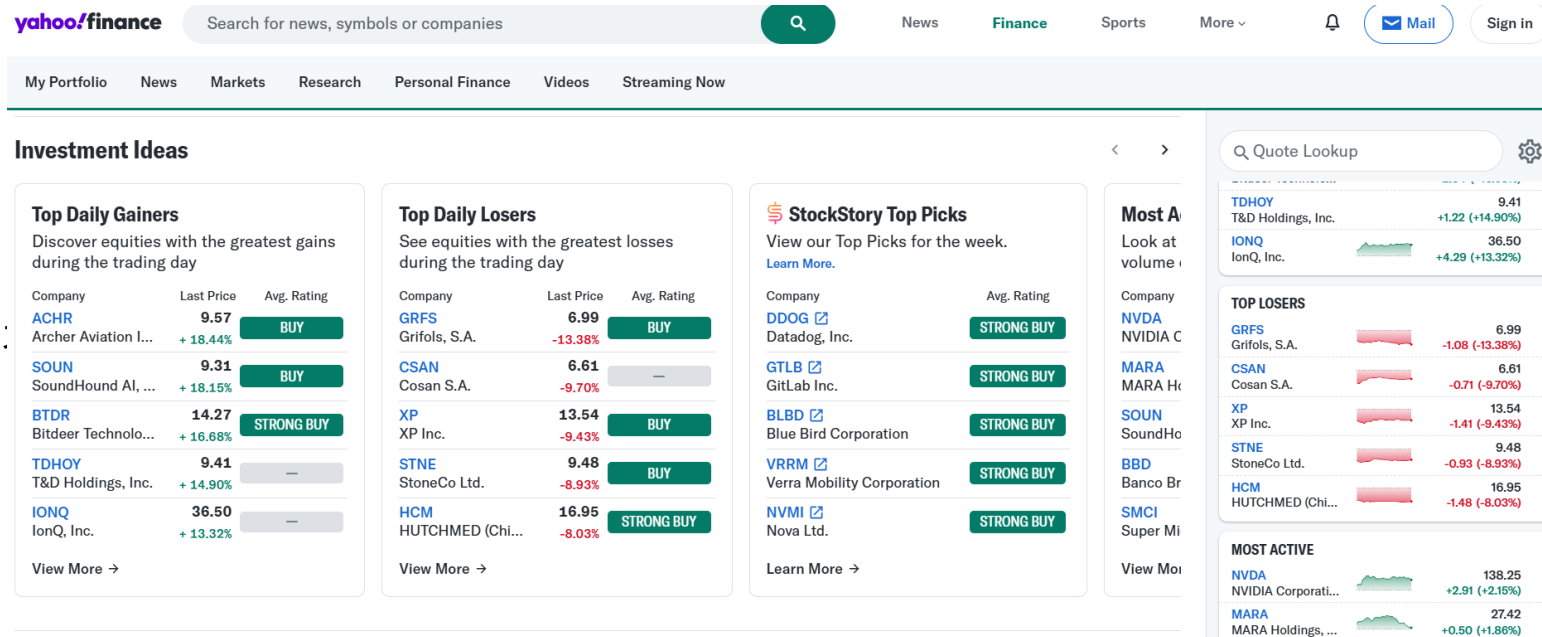 yahoo!finance
Search for news, symbols or companies
News Finance Sports More
Mail
Sign in
My Portfolio News Markets Research Personal Finance Videos Streaming Now
Investment Ideas
Top Daily Gainers
Discover equities with the greatest gains
during the trading day
Company Last Price Avg. Rating
ACHR 9.57 BUY
Archer Aviation I... + 18.44%
SOUN 9.31 BUY
SoundHound AI, ... + 18.15%
BTDR 14.27 STRONG BUY
Bitdeer Technolo... + 16.68%
TDHOY 9.41 —
T&D Holdings, Inc. + 14.90%
IONQ 36.50 —
IonQ, Inc. + 13.32%
View More →
Top Daily Losers
See equities with the greatest losses
during the trading day
Company Last Price Avg. Rating
GRFS 6.99 BUY
Grifols, S.A. -13.38%
CSAN 6.61 —
Cosan S.A. -9.70%
XP 13.54 BUY
XP Inc. -9.43%
STNE 9.48 BUY
StoneCo Ltd. -8.93%
HCM 16.95 STRONG BUY
HUTCHMED (Chi... -8.03%
View More →
StockStory Top Picks
View our Top Picks for the week.
Learn More.
Company Avg. Rating
DDOG STRONG BUY
Datadog, Inc.
GTLB STRONG BUY
GitLab Inc.
BLBD STRONG BUY
Blue Bird Corporation
VRRM STRONG BUY
Verra Mobility Corporation
NVMI STRONG BUY
Nova Ltd.
Learn More →
Most A
Look at
volume
Company
NVDA
NVIDIA C
MARA
MARA Ho
SOUN
SoundHo
BBD
Banco Br
SMCI
Super Mi
View Mor
Quote Lookup
TDHOY 9.41
T&D Holdings, Inc. +1.22 (+14.90%)
IONQ 36.50
IonQ, Inc. +4.29 (+13.32%)
TOP LOSERS
GRFS 6.99
Grifols, S.A. -1.08 (-13.38%)
CSAN 6.61
Cosan S.A. -0.71 (-9.70%)
XP 13.54
XP Inc. -1.41 (-9.43%)
STNE 9.48
StoneCo Ltd. -0.93 (-8.93%)
HCM 16.95
HUTCHMED (Chi... -1.48 (-8.03%)
MOST ACTIVE
NVDA 138.25
NVIDIA Corporati... +2.91 (+2.15%)
MARA 27.42
MARA Holdings, ... +0.50 (+1.86%)